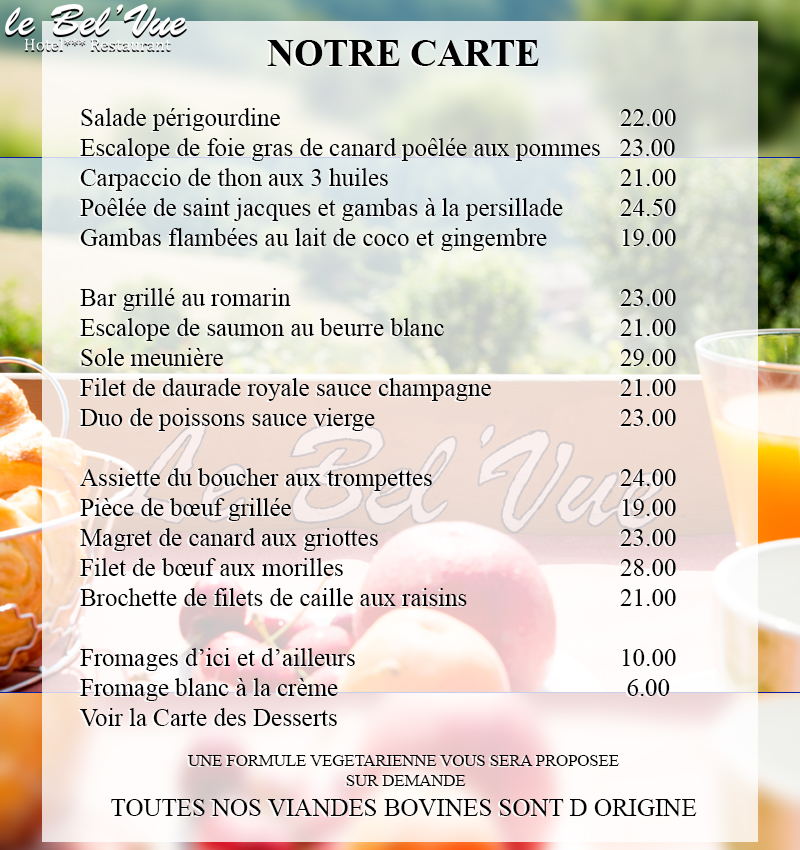 le Bel'Vue
Hotel*** Restaurant
NOTRE CARTE
Salade périgourdine 22.00
Escalope de foie gras de canard poêlée aux pommes 23.00
Carpaccio de thon aux 3 huiles 21.00
Poêlée de saint jacques et gambas à la persillade 24.50
Gambas flambées au lait de coco et gingembre 19.00
Bar grillé au romarin 23.00
Escalope de saumon au beurre blanc 21.00
Sole meunière 29.00
Filet de daurade royale sauce champagne 21.00
Duo de poissons sauce vierge 23.00
Le Bel'Vue
Assiette du boucher aux trompettes 24.00
Pièce de bœuf grillée 19.00
Magret de canard aux griottes 23.00
Filet de bœuf aux morilles 28.00
Brochette de filets de caille aux raisins 21.00
Fromages d'ici et d'ailleurs 10.00
Fromage blanc à la crème 6.00
Voir la Carte des Desserts
UNE FORMULE VEGETARIENNE VOUS SERA PROPOSEE
SUR DEMANDE
TOUTES NOS VIANDES BOVINES SONT D ORIGINE